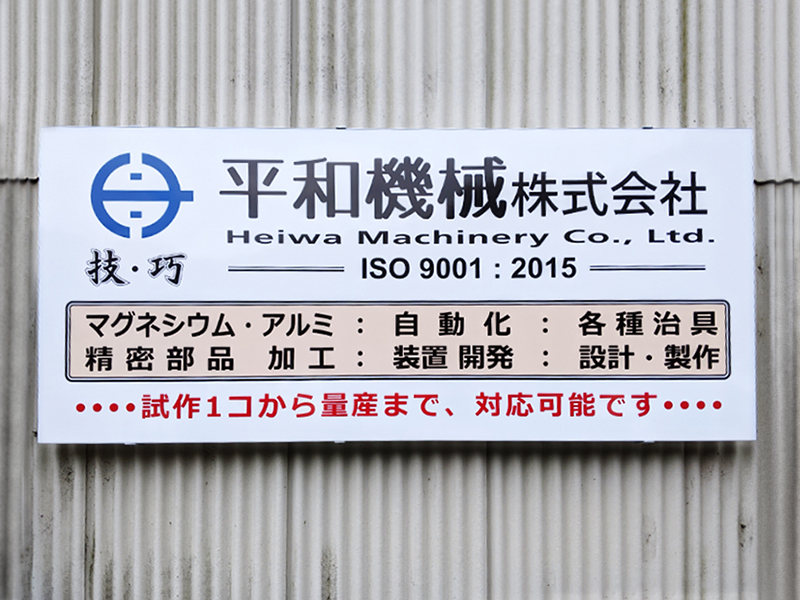 平和機械株式会社
Heiwa Machinery Co., Ltd.
技・巧
ISO 9001 : 2015
マグネシウム・アルミ : 自動化 : 各種治具
精密部品 加工 : 装置開発 : 設計・製作
････試作1コから量産まで、対応可能です････